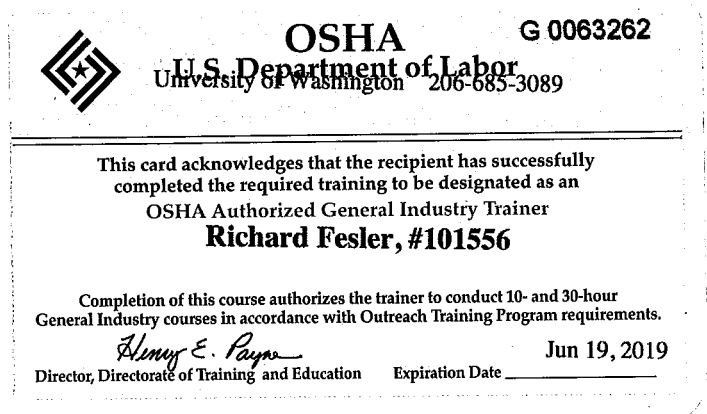 OSHA
G 0063262
U.S. Department of Labor
University of Washington 206-685-3089
This card acknowledges that the recipient has successfully
completed the required training to be designated as an
OSHA Authorized General Industry Trainer
Richard Fesler, #101556
Completion of this course authorizes the trainer to conduct 10- and 30-hour
General Industry courses in accordance with Outreach Training Program requirements.
Henry E. Payne
Jun 19, 2019
Director, Directorate of Training and Education Expiration Date